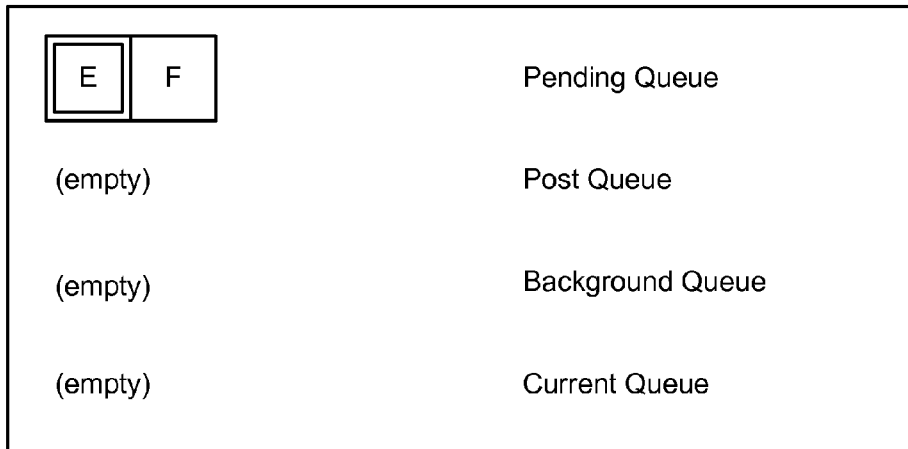 E F Pending Queue
(empty) Post Queue
(empty) Background Queue
(empty) Current Queue